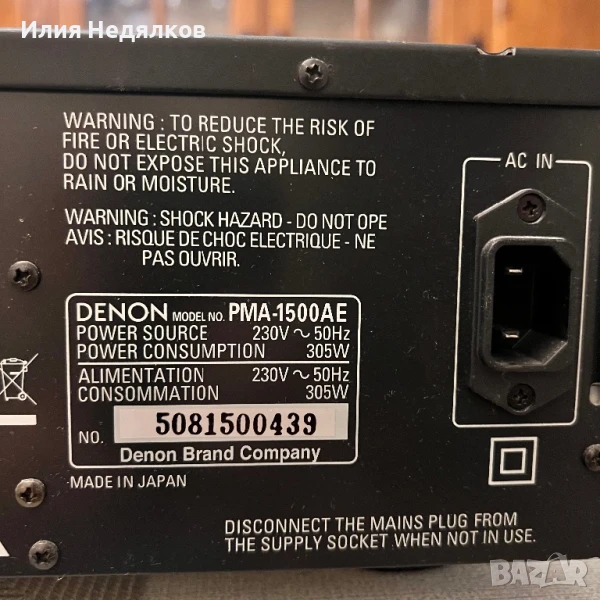 Илия Недялков
WARNING : TO REDUCE THE RISK OF
FIRE OR ELECTRIC SHOCK,
DO NOT EXPOSE THIS APPLIANCE TO
RAIN OR MOISTURE.
WARNING : SHOCK HAZARD - DO NOT OPE
AVIS : RISQUE DE CHOC ELECTRIQUE - NE
PAS OUVRIR.
AC IN
DENON MODEL NO. PMA-1500AE
POWER SOURCE 230V ~ 50Hz
POWER CONSUMPTION 305W
ALIMENTATION 230V ~ 50Hz
CONSOMMATION 305W
NO. 5081500439
Denon Brand Company
MADE IN JAPAN
DISCONNECT THE MAINS PLUG FROM
THE SUPPLY SOCKET WHEN NOT IN USE.
BAZAR